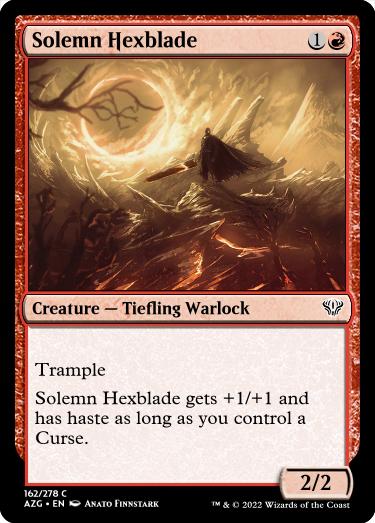 Solemn Hexblade 1
Creature — Tiefling Warlock
Trample
Solemn Hexblade gets +1/+1 and
has haste as long as you control a
Curse.
2/2
162/278 C
AZG • EN Anato Finnstark
™ & © 2022 Wizards of the Coast